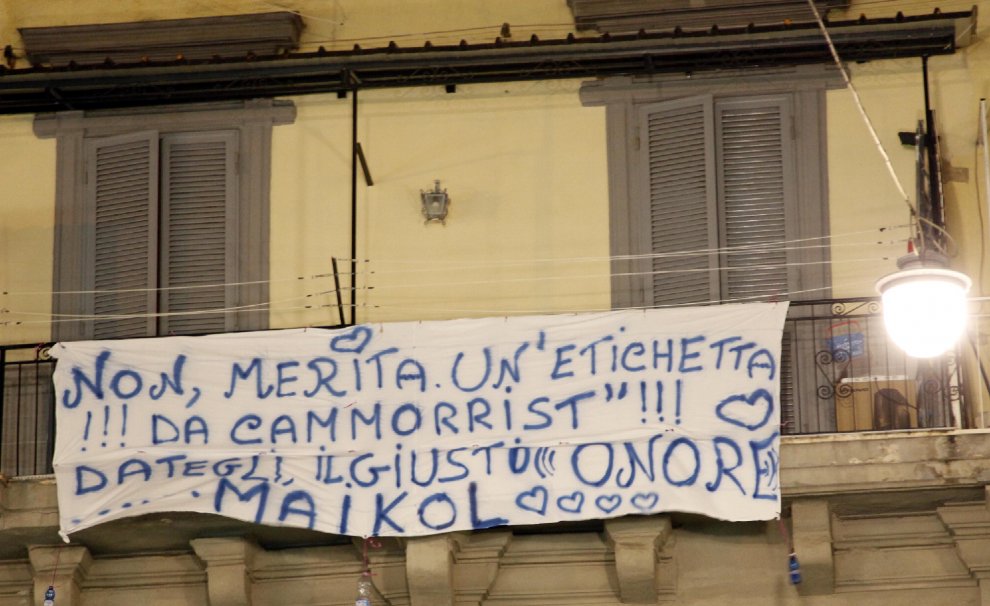 NON, MERITA. UN'ETICHETTA
!!! DA CAMMORRIST" !!!
DATEGLI, IL GIUSTO ((( ONORE )))
...... MAIKOL